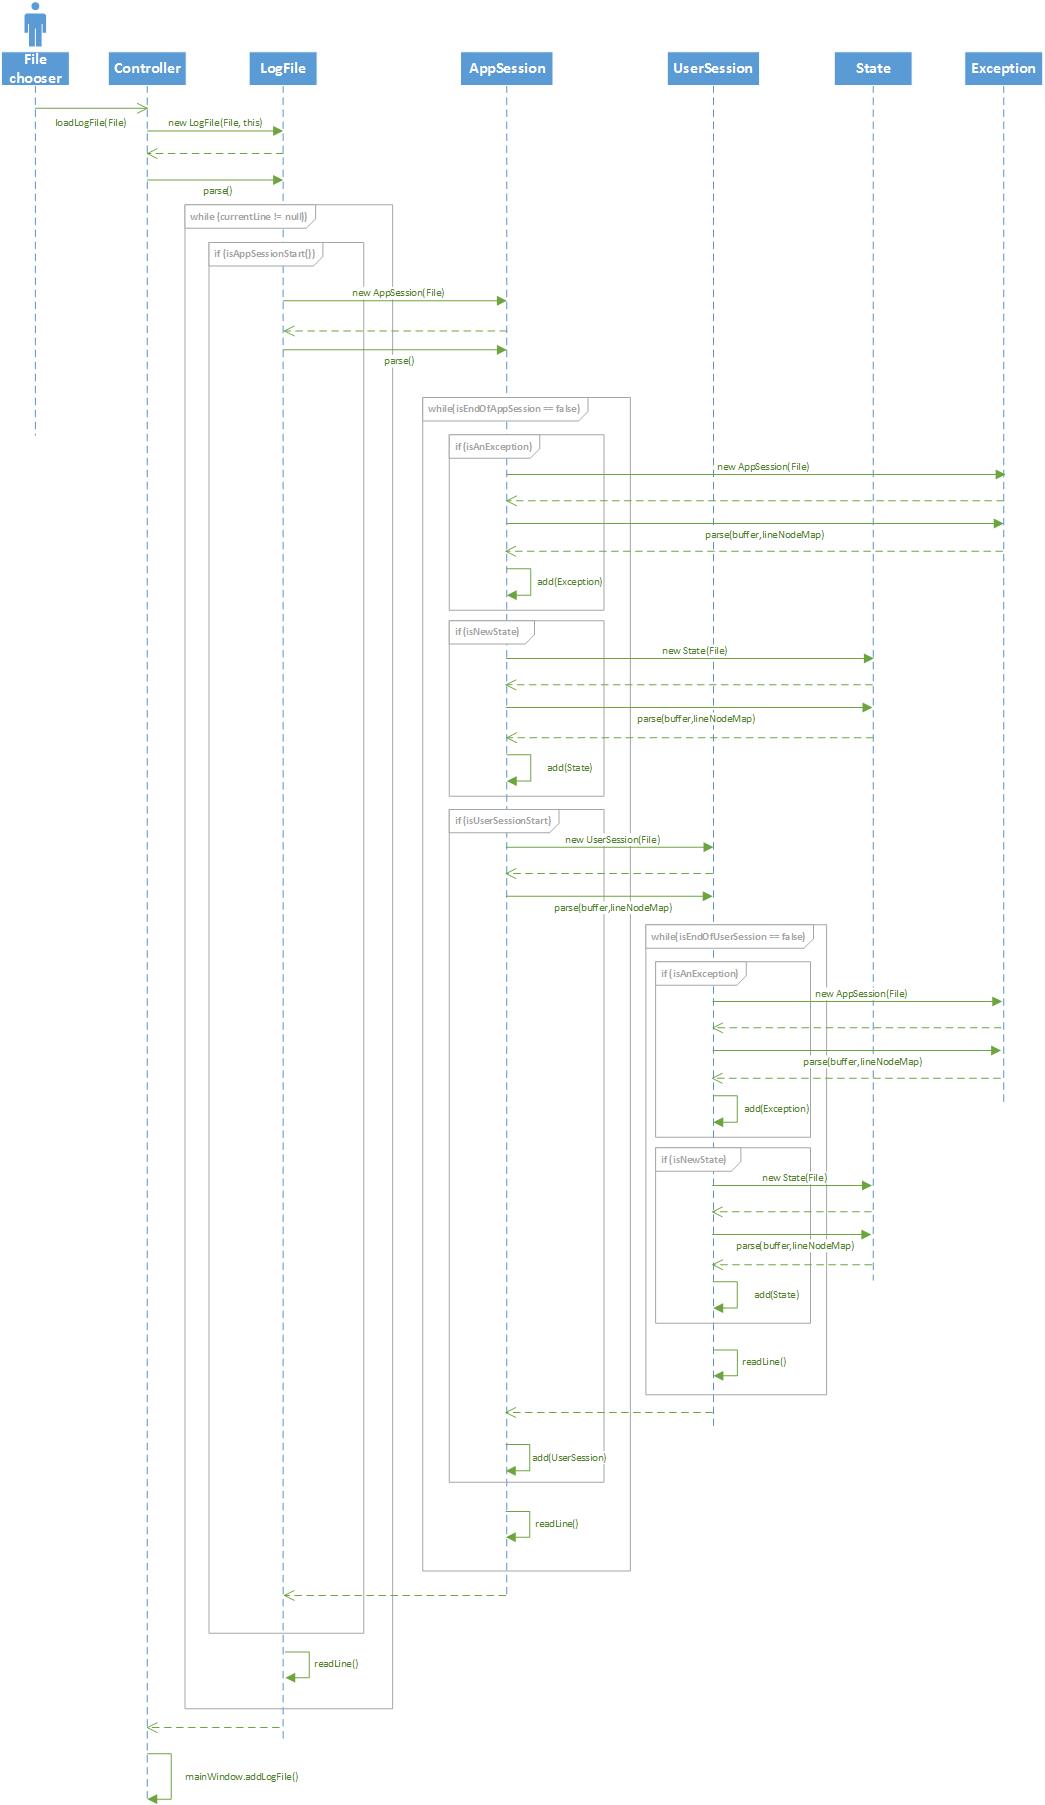 File
chooser
Controller
LogFile
AppSession
UserSession
State
Exception
loadLogFile(File)
new LogFile(File, this)
parse()
while (currentLine != null))
if (isAppSessionStart())
new AppSession(File)
parse()
while(isEndOfAppSession == false)
if (isAnException)
new AppSession(File)
parse(buffer,lineNodeMap)
add(Exception)
if (isNewState)
new State(File)
parse(buffer,lineNodeMap)
add(State)
if (isUserSessionStart)
new UserSession(File)
parse(buffer,lineNodeMap)
while(isEndOfUserSession == false)
if (isAnException)
new AppSession(File)
parse(buffer,lineNodeMap)
add(Exception)
if (isNewState)
new State(File)
parse(buffer,lineNodeMap)
add(State)
readLine()
add(UserSession)
readLine()
readLine()
mainWindow.addLogFile()